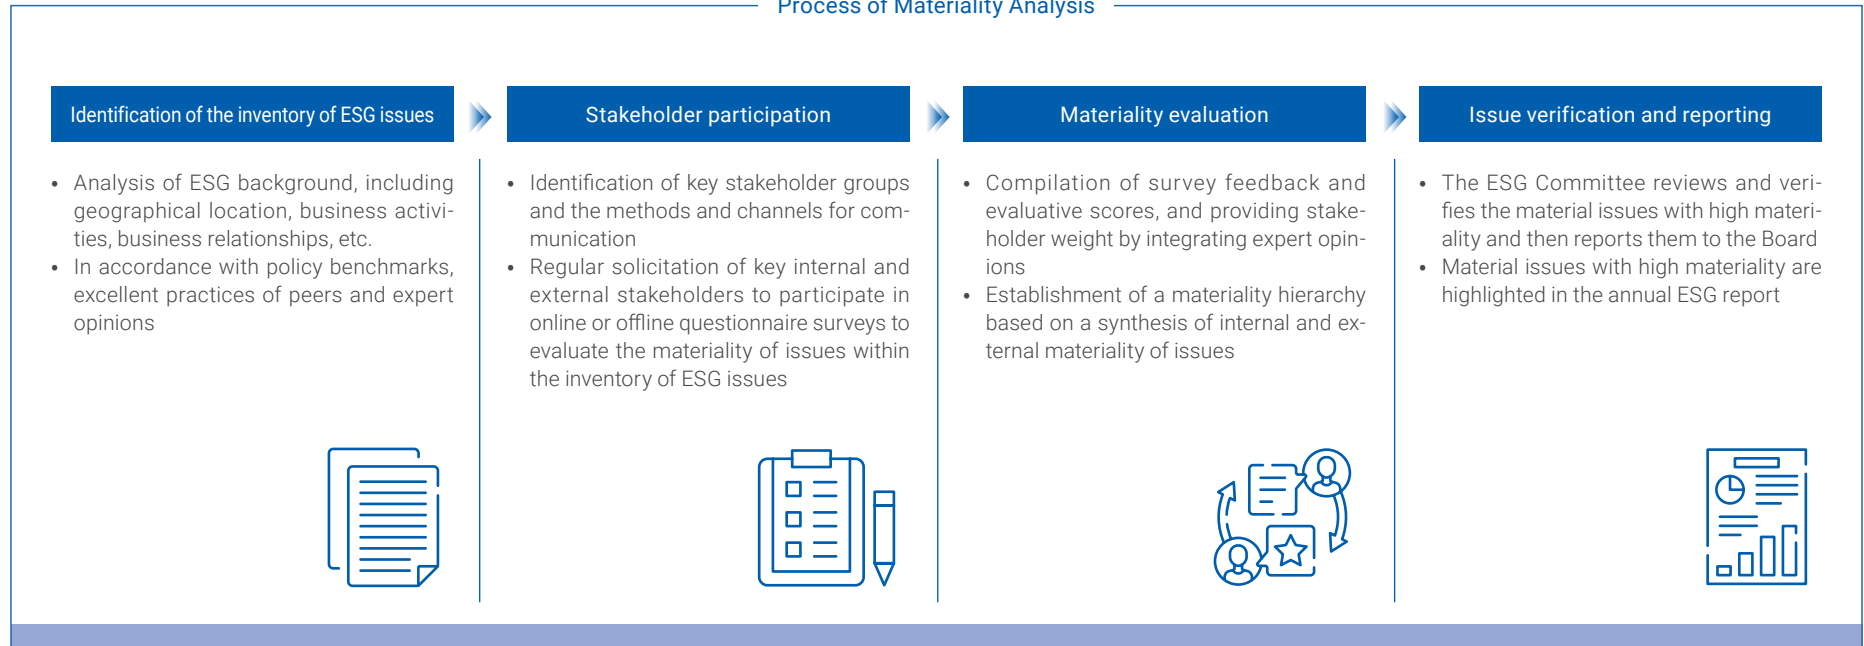 Process of Materiality Analysis
Identification of the inventory of ESG issues
• Analysis of ESG background, including
geographical location, business activi-
ties, business relationships, etc.
• In accordance with policy benchmarks,
excellent practices of peers and expert
opinions
Stakeholder participation
• Identification of key stakeholder groups
and the methods and channels for com-
munication
• Regular solicitation of key internal and
external stakeholders to participate in
online or offline questionnaire surveys to
evaluate the materiality of issues within
the inventory of ESG issues
Materiality evaluation
• Compilation of survey feedback and
evaluative scores, and providing stake-
holder weight by integrating expert opin-
ions
• Establishment of a materiality hierarchy
based on a synthesis of internal and ex-
ternal materiality of issues
Issue verification and reporting
• The ESG Committee reviews and veri-
fies the material issues with high materi-
ality and then reports them to the Board
• Material issues with high materiality are
highlighted in the annual ESG report